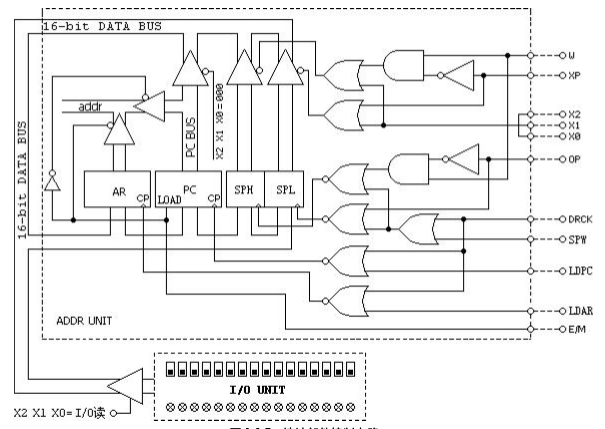 16-bit DATA BUS
W
XP
addr
X2
X1
X0
PC BUS
X2 X1 X0=000
16-bit DATA BUS
OP
AR
CP
LOAD
PC
CP
SPH
SPL
DRCK
SPW
LDPC
LDAR
E/M
ADDR UNIT
I/O UNIT
X2 X1 X0=I/O读